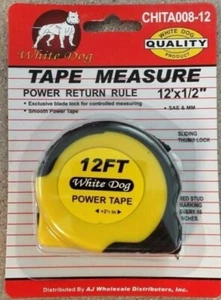 CHITA008-12
White Dog
WHITE DOG
QUALITY
PRODUCT
TAPE MEASURE
POWER RETURN RULE
12'x1/2"
• Exclusive blade lock for controlled measuring
• Smooth Power Tape
• SAE & MM
SLIDING
THUMB LOCK
12FT
White Dog
POWER TAPE
RED STUD
MARKING
EVERY 16
INCHES
Distributed By AJ Wholesale Distributors, Inc.